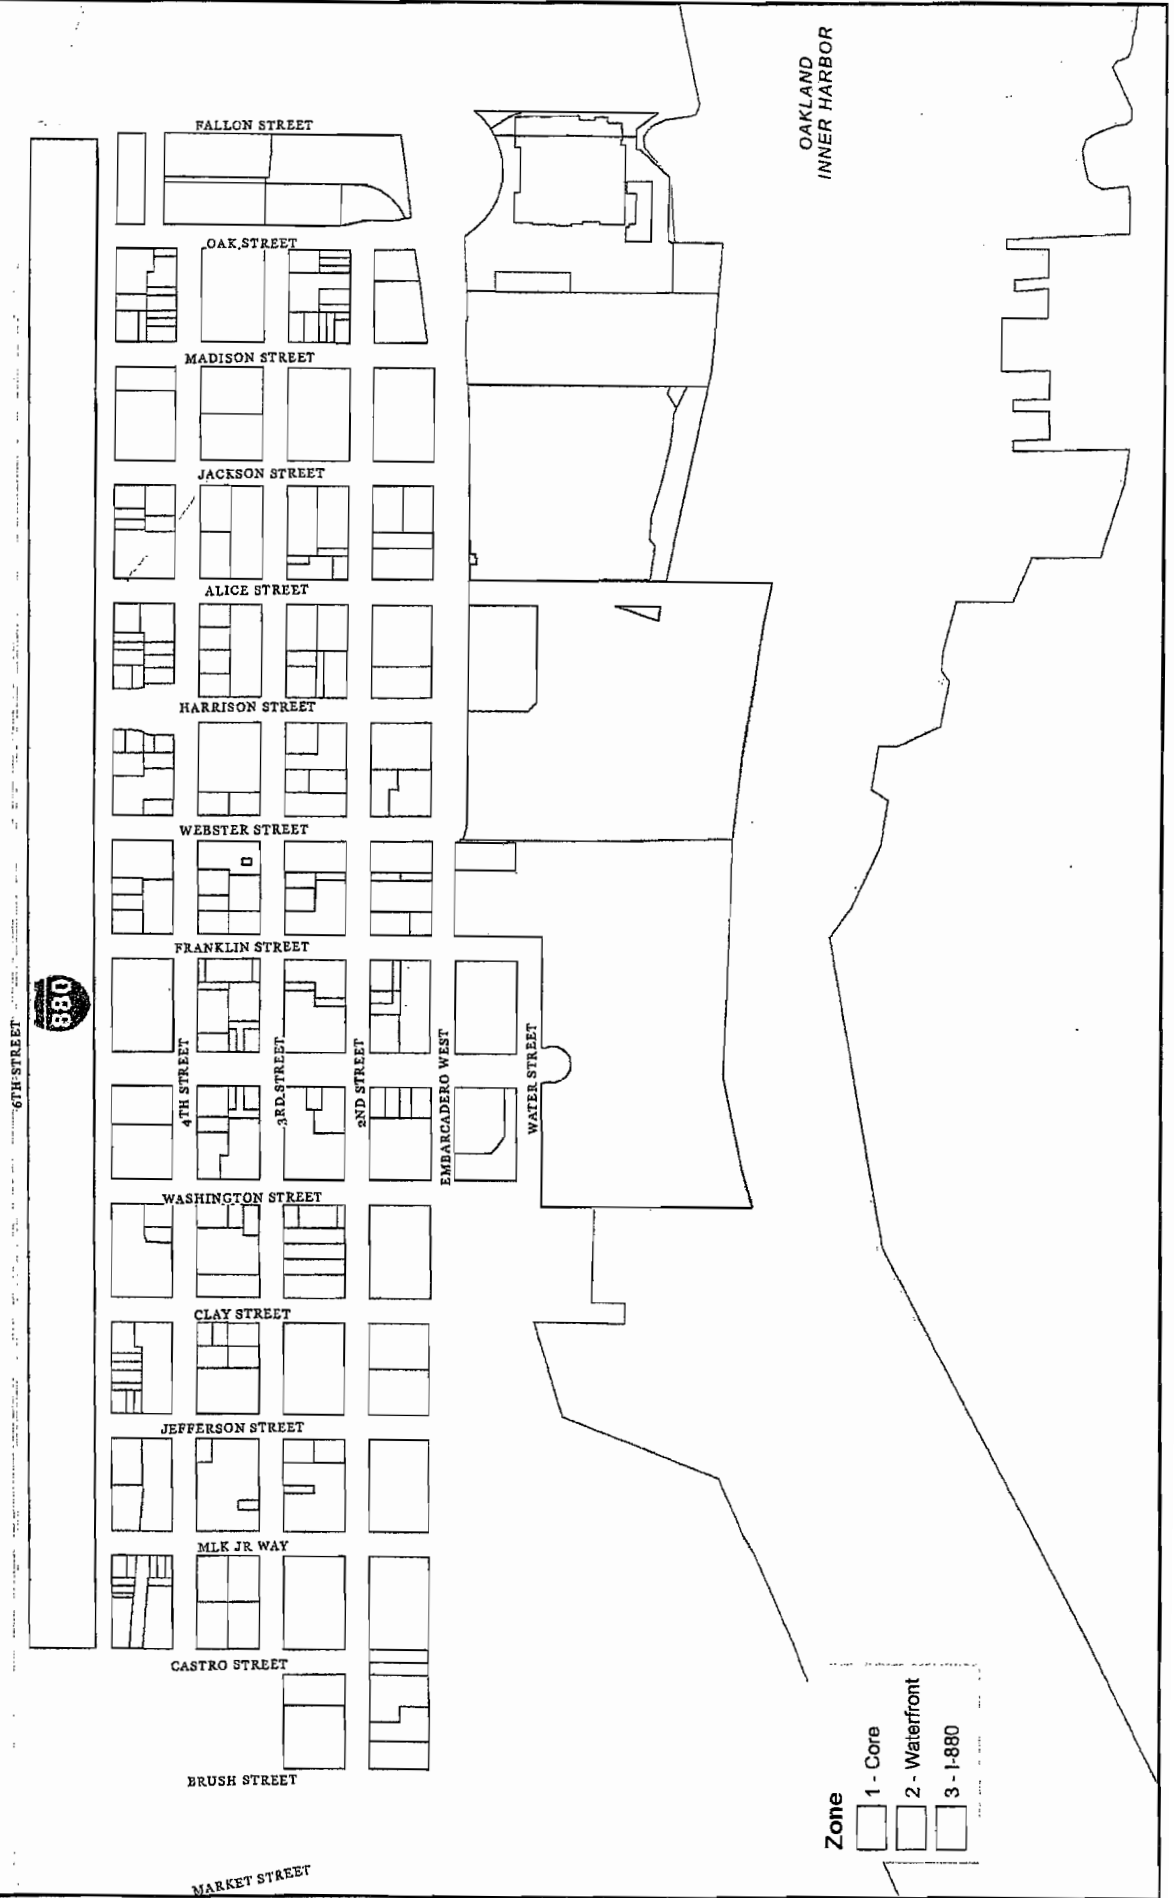 OAKLAND
INNER HARBOR
FALLON STREET
OAK STREET
MADISON STREET
JACKSON STREET
ALICE STREET
HARRISON STREET
WEBSTER STREET
FRANKLIN STREET
880
6TH STREET
4TH STREET
3RD STREET
2ND STREET
EMBARCADERO WEST
WATER STREET
WASHINGTON STREET
CLAY STREET
JEFFERSON STREET
MLK JR WAY
CASTRO STREET
BRUSH STREET
MARKET STREET
Zone
1 - Core
2 - Waterfront
3 - I-880